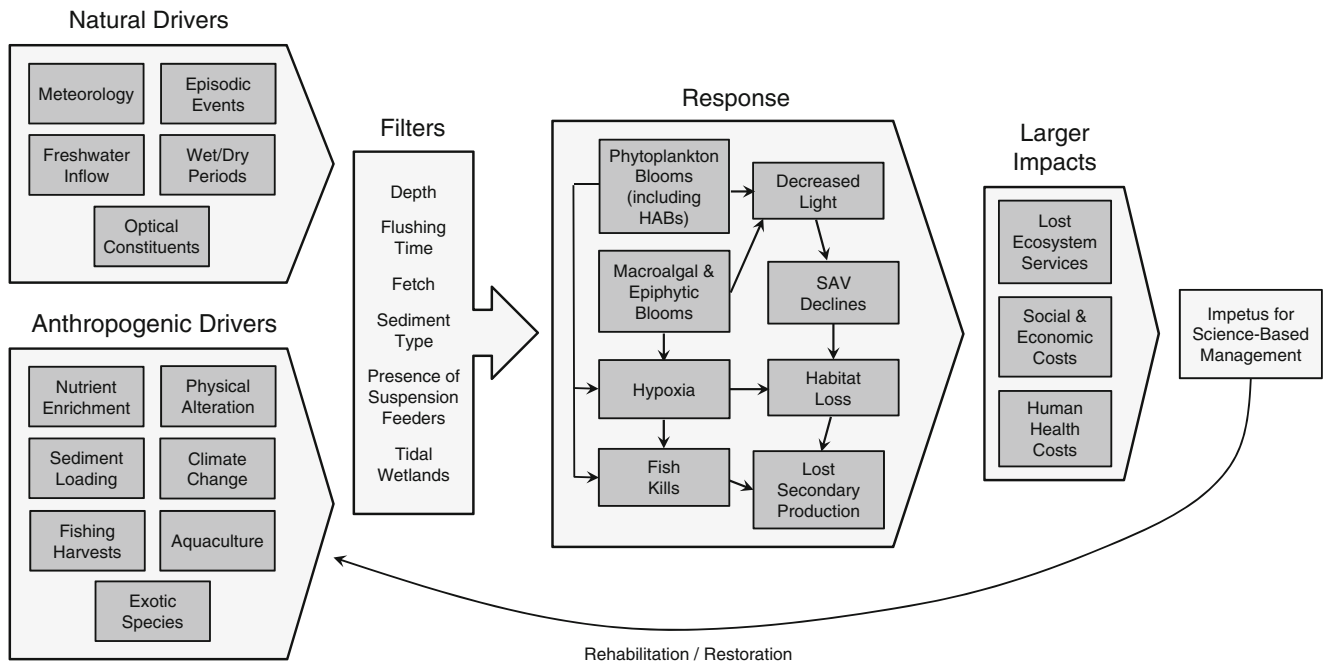 Natural Drivers
Meteorology
Episodic
Events
Freshwater
Inflow
Wet/Dry
Periods
Optical
Constituents
Anthropogenic Drivers
Nutrient
Enrichment
Physical
Alteration
Sediment
Loading
Climate
Change
Fishing
Harvests
Aquaculture
Exotic
Species
Filters
Depth
Flushing
Time
Fetch
Sediment
Type
Presence of
Suspension
Feeders
Tidal
Wetlands
Response
Phytoplankton
Blooms
(including
HABs)
Decreased
Light
Macroalgal &
Epiphytic
Blooms
SAV
Declines
Hypoxia
Habitat
Loss
Fish
Kills
Lost
Secondary
Production
Larger
Impacts
Lost
Ecosystem
Services
Social &
Economic
Costs
Human
Health
Costs
Impetus for
Science-Based
Management
Rehabilitation / Restoration